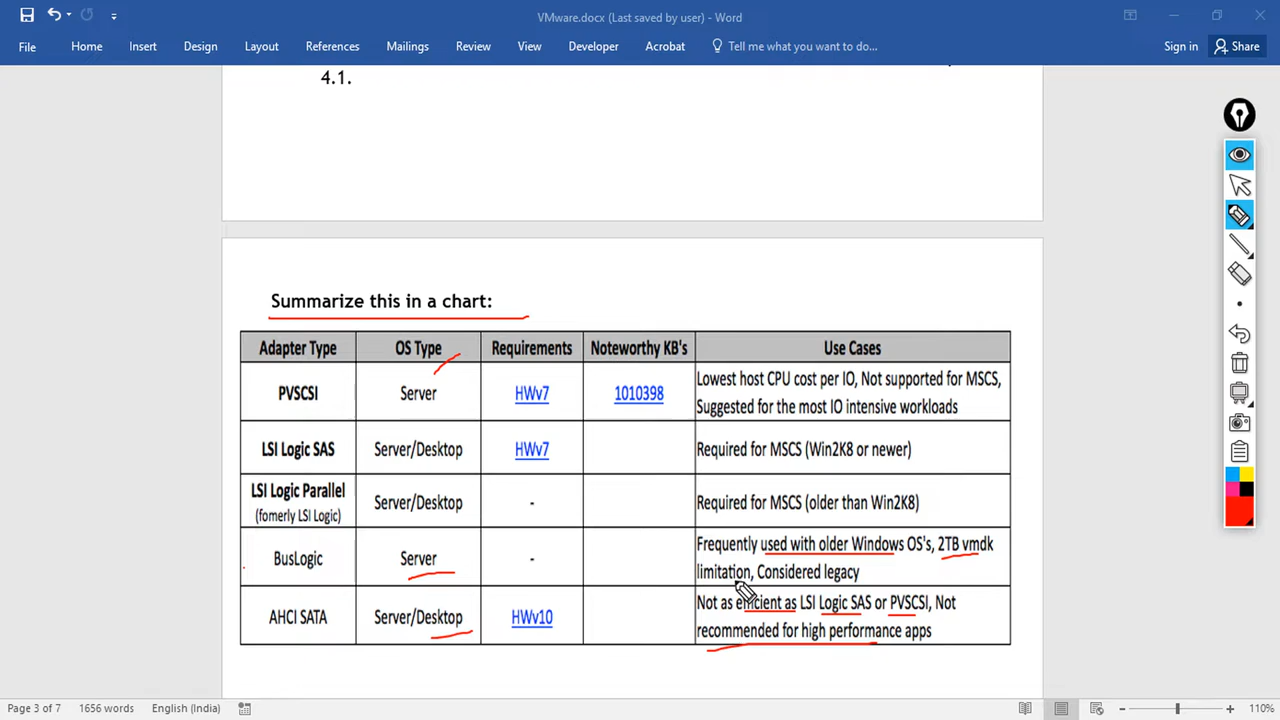 VMware.docx (Last saved by user) - Word
File Home Insert Design Layout References Mailings Review View Developer Acrobat Tell me what you want to do... Sign in Share
4.1.
Summarize this in a chart:
Adapter Type OS Type Requirements Noteworthy KB's Use Cases
PVSCSI Server HWv7 1010398 Lowest host CPU cost per IO, Not supported for MSCS,
Suggested for the most IO intensive workloads
LSI Logic SAS Server/Desktop HWv7 Required for MSCS (Win2K8 or newer)
LSI Logic Parallel
(fomerly LSI Logic) Server/Desktop - Required for MSCS (older than Win2K8)
BusLogic Server - Frequently used with older Windows OS's, 2TB vmdk
limitation, Considered legacy
AHCI SATA Server/Desktop HWv10 Not as efficient as LSI Logic SAS or PVSCSI, Not
recommended for high performance apps
Page 3 of 7 1656 words English (India) 110%